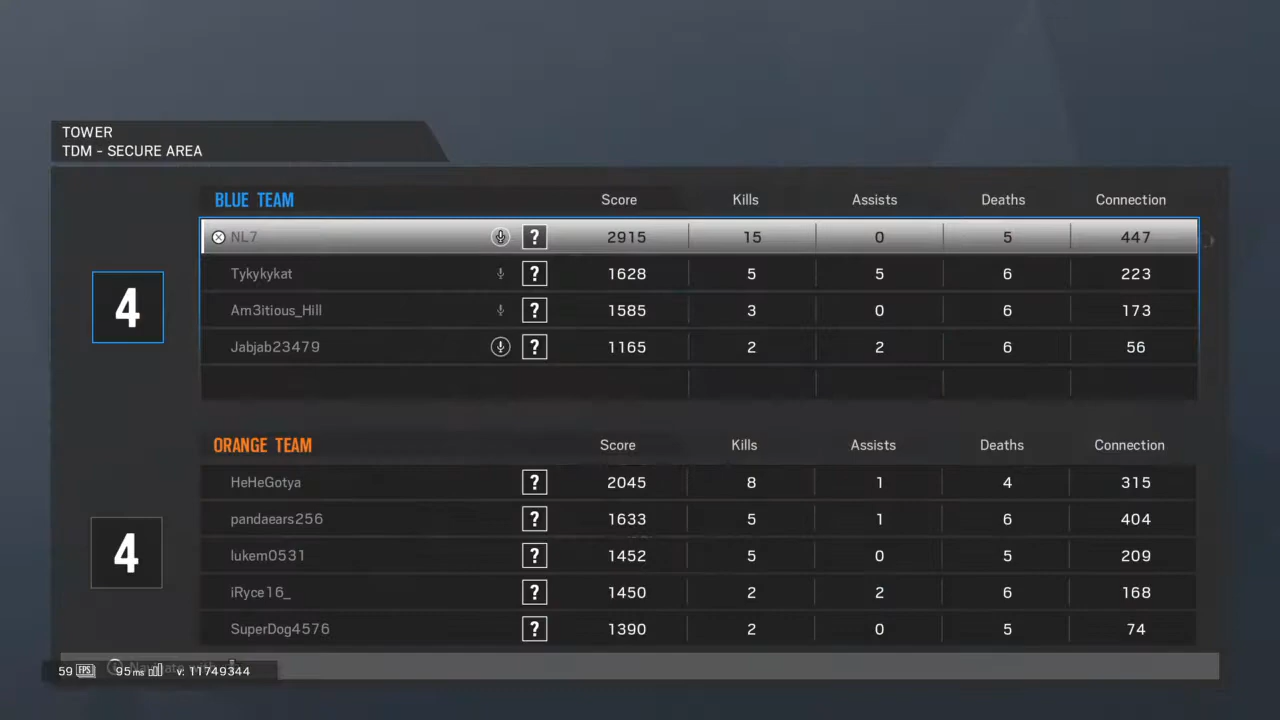 TOWER
TDM - SECURE AREA
BLUE TEAM Score Kills Assists Deaths Connection
NL7 ? 2915 15 0 5 447
Tykykykat ? 1628 5 5 6 223
Am3itious_Hill ? 1585 3 0 6 173
Jabjab23479 ? 1165 2 2 6 56
4
ORANGE TEAM Score Kills Assists Deaths Connection
HeHeGotya ? 2045 8 1 4 315
pandaears256 ? 1633 5 1 6 404
lukem0531 ? 1452 5 0 5 209
iRyce16_ ? 1450 2 2 6 168
SuperDog4576 ? 1390 2 0 5 74
4
Navigate with
59 FPS 95 ms v: 11749344